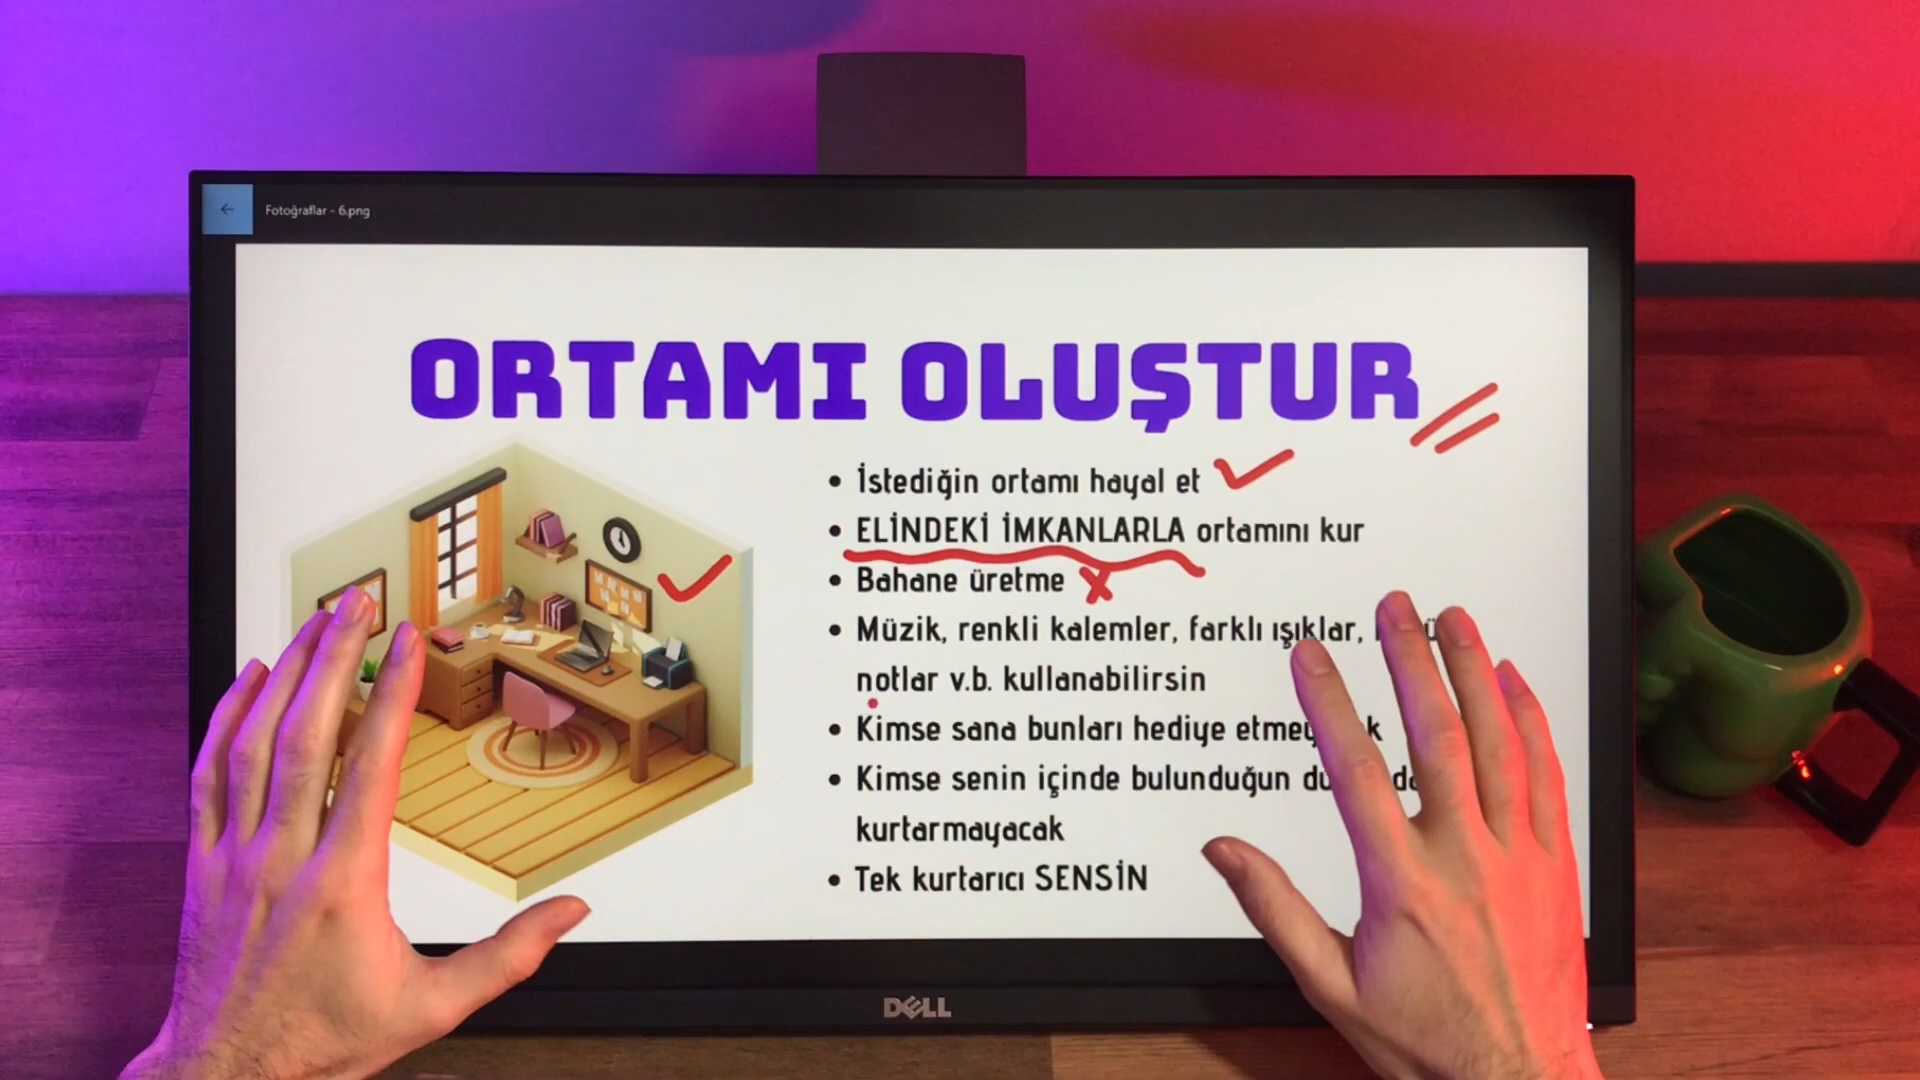 Fotoğraflar - 6.png
ORTAMI OLUŞTUR
• İstediğin ortamı hayal et
• ELİNDEKİ İMKANLARLA ortamını kur
• Bahane üretme
• Müzik, renkli kalemler, farklı ışıklar,
notlar v.b. kullanabilirsin
• Kimse sana bunları hediye
• Kimse senin içinde bulunduğun
kurtarmayacak
• Tek kurtarıcı SENSİN
DELL